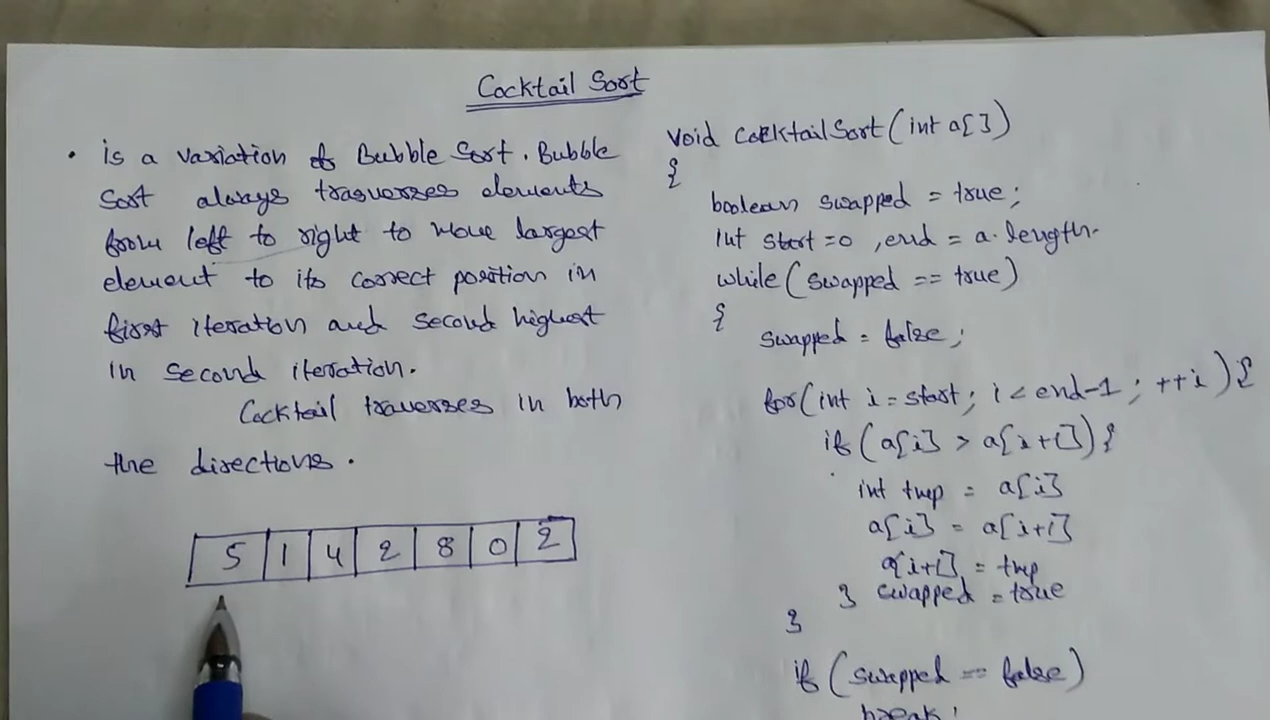 Cocktail Sort
• is a variation of Bubble Sort. Bubble
Sort always traverses elements
from left to right to move largest
element to its correct position in
first iteration and second highest
in second iteration.
Cocktail traverses in both
the directions.
5 1 4 2 8 0 2
void cocktailSort(int a[])
{
boolean swapped = true;
int start=0, end = a.length.
while(swapped == true)
{
swapped = false;
for(int i=start; i<end-1; ++i){
if(a[i] > a[i+1]){
int tmp = a[i]
a[i] = a[i+1]
a[i+1] = tmp
} swapped = true
}
if(swapped == false)
break;